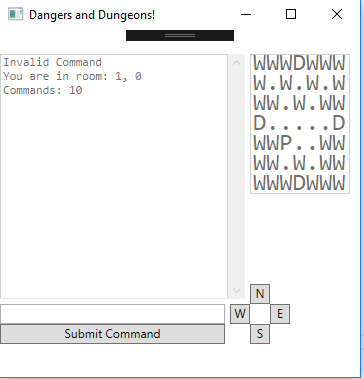 Dangers and Dungeons!
Invalid Command
You are in room: 1, 0
Commands: 10
WWWDWWW
W.W.W.W
WW.W.WW
D.....D
WWP..WW
WW.W.WW
WWWDWWW
N
W E
S
Submit Command